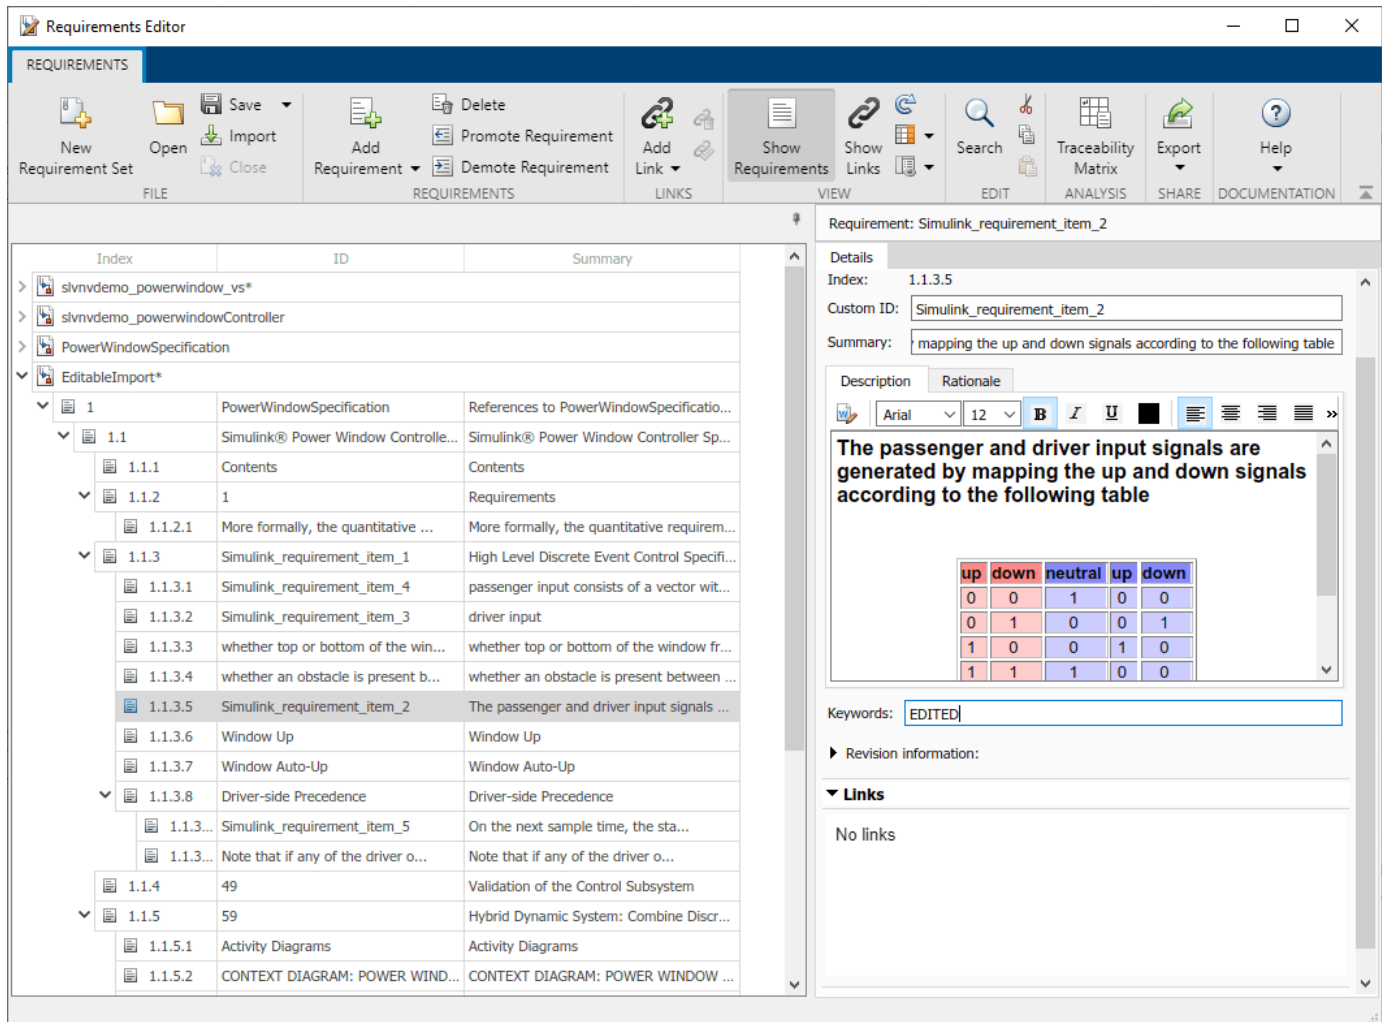 Requirements Editor
REQUIREMENTS
New Requirement Set
Open
Save
Import
Close
FILE
Add Requirement
Delete
Promote Requirement
Demote Requirement
REQUIREMENTS
Add Link
LINKS
Show Requirements
Show Links
VIEW
Search
EDIT
Traceability Matrix
ANALYSIS
Export
SHARE
Help
DOCUMENTATION
Index ID Summary
slvnvdemo_powerwindow_vs*
slvnvdemo_powerwindowController
PowerWindowSpecification
EditableImport*
1 PowerWindowSpecification References to PowerWindowSpecificatio...
1.1 Simulink® Power Window Controlle... Simulink® Power Window Controller Sp...
1.1.1 Contents Contents
1.1.2 1 Requirements
1.1.2.1 More formally, the quantitative ... More formally, the quantitative requirem...
1.1.3 Simulink_requirement_item_1 High Level Discrete Event Control Specifi...
1.1.3.1 Simulink_requirement_item_4 passenger input consists of a vector wit...
1.1.3.2 Simulink_requirement_item_3 driver input
1.1.3.3 whether top or bottom of the win... whether top or bottom of the window fr...
1.1.3.4 whether an obstacle is present b... whether an obstacle is present between ...
1.1.3.5 Simulink_requirement_item_2 The passenger and driver input signals ...
1.1.3.6 Window Up Window Up
1.1.3.7 Window Auto-Up Window Auto-Up
1.1.3.8 Driver-side Precedence Driver-side Precedence
1.1.3... Simulink_requirement_item_5 On the next sample time, the sta...
1.1.3... Note that if any of the driver o... Note that if any of the driver o...
1.1.4 49 Validation of the Control Subsystem
1.1.5 59 Hybrid Dynamic System: Combine Discr...
1.1.5.1 Activity Diagrams Activity Diagrams
1.1.5.2 CONTEXT DIAGRAM: POWER WIND... CONTEXT DIAGRAM: POWER WINDOW ...
Requirement: Simulink_requirement_item_2
Details
Index: 1.1.3.5
Custom ID: Simulink_requirement_item_2
Summary: mapping the up and down signals according to the following table
Description Rationale
Arial 12 B I U »
The passenger and driver input signals are
generated by mapping the up and down signals
according to the following table
up down neutral up down
0 0 1 0 0
0 1 0 0 1
1 0 0 1 0
1 1 1 0 0
Keywords: EDITED
Revision information:
Links
No links